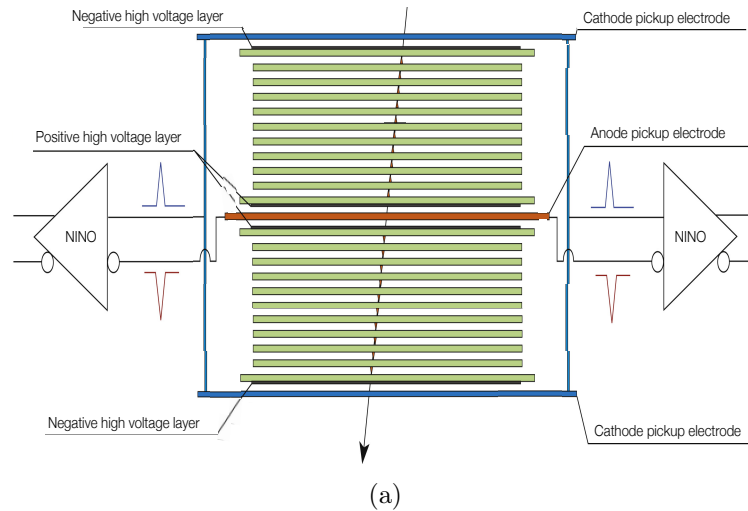 Negative high voltage layer
Cathode pickup electrode
Positive high voltage layer
Anode pickup electrode
NINO
NINO
Negative high voltage layer
Cathode pickup electrode
(a)